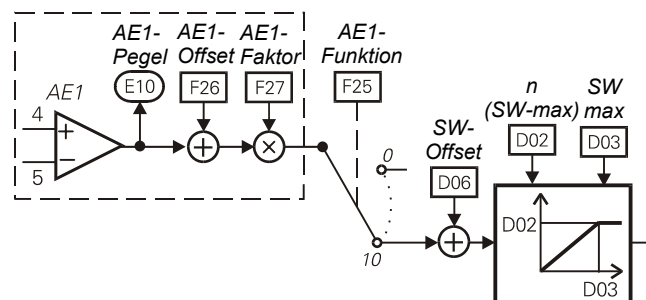 AE1-
Pegel
AE1-
Offset
AE1-
Faktor
AE1-
Funktion
n
(SW-max)
SW
max
AE1
E10
F26
F27
F25
4
+
+
×
−
5
SW-
Offset
0
D02
D03
D06
10
+
D02
D03